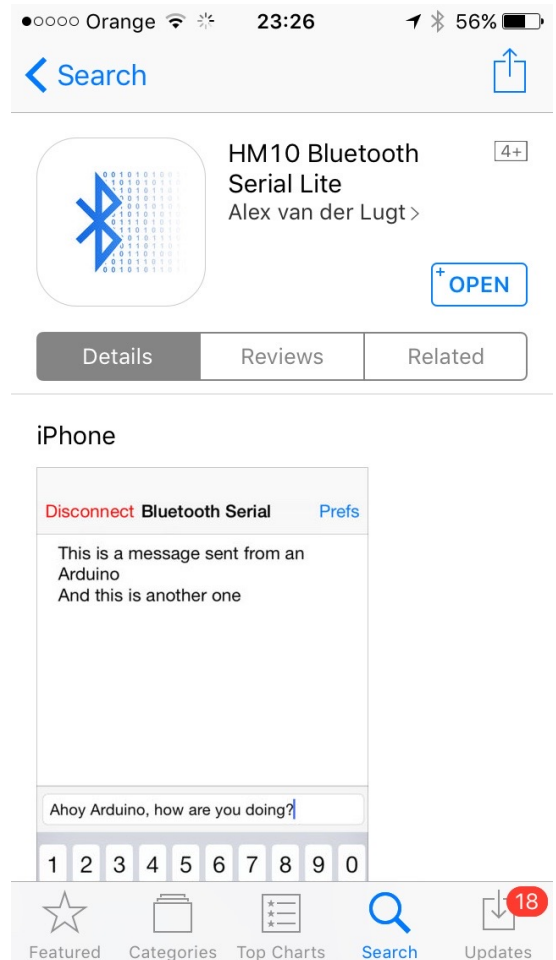 Orange 23:26 56%
Search
HM10 Bluetooth
Serial Lite
4+
Alex van der Lugt >
+ OPEN
Details Reviews Related
iPhone
Disconnect Bluetooth Serial Prefs
This is a message sent from an
Arduino
And this is another one
Ahoy Arduino, how are you doing?
1 2 3 4 5 6 7 8 9 0
18
Featured Categories Top Charts Search Updates